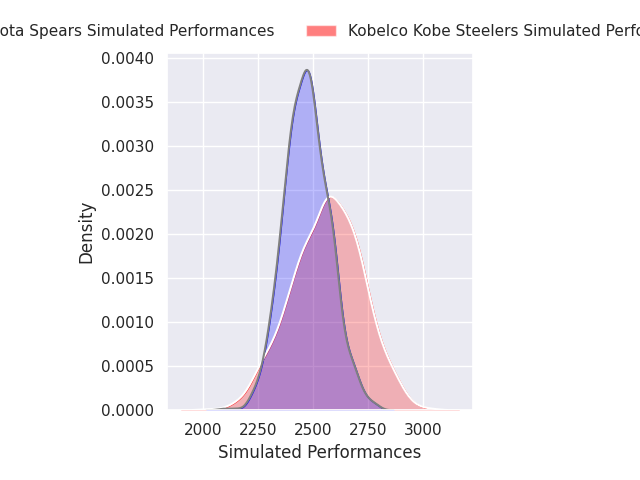 ota Spears Simulated Performances Kobelco Kobe Steelers Simulated Perfo
0.0040
0.0035
0.0030
0.0025
0.0020
0.0015
0.0010
0.0005
0.0000
Density
2000 2250 2500 2750 3000
Simulated Performances